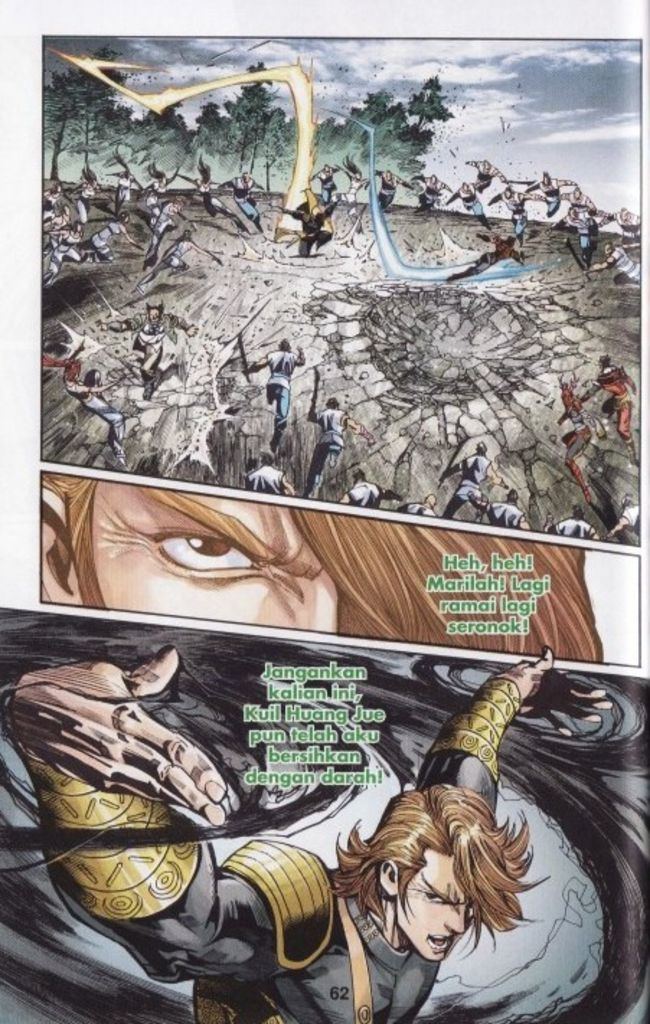 Heh, heh!
Marilah! Lagi
ramai lagi
seronok!
Jangankan
kalian ini,
Kuil Huang Jue
pun telah aku
bersihkan
dengan darah!
62